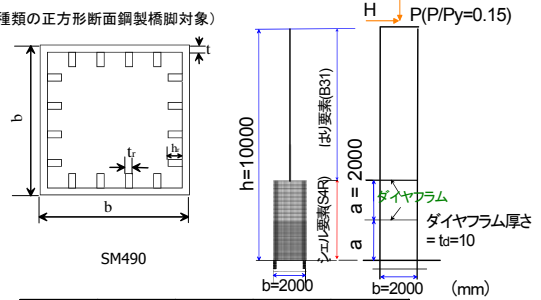 種類の正方形断面鋼製橋脚対象）
H
P(P/Py=0.15)
t
b
tr
hr
b
SM490
h=10000
はり要素(B31)
シェル要素(S4R)
b=2000
a = 2000
ダイヤフラム
a
ダイヤフラム厚さ
= td=10
b=2000 (mm)